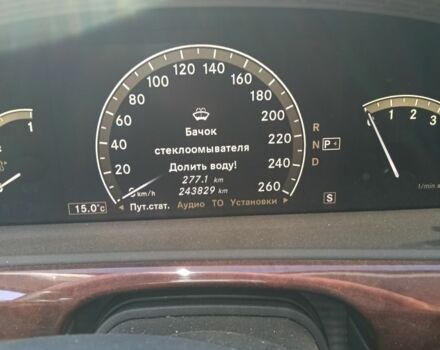 120 140
100 160
80 180
60 200
40 220
20 240
0 km/h 260
Бачок
стеклоомывателя
Долить воду!
277.1 km
243829 km
15.0°C
◄ Пут.стат. Аудио ТО Установки ►
R
N P ◄
D
S
1
1 2 3
1/min